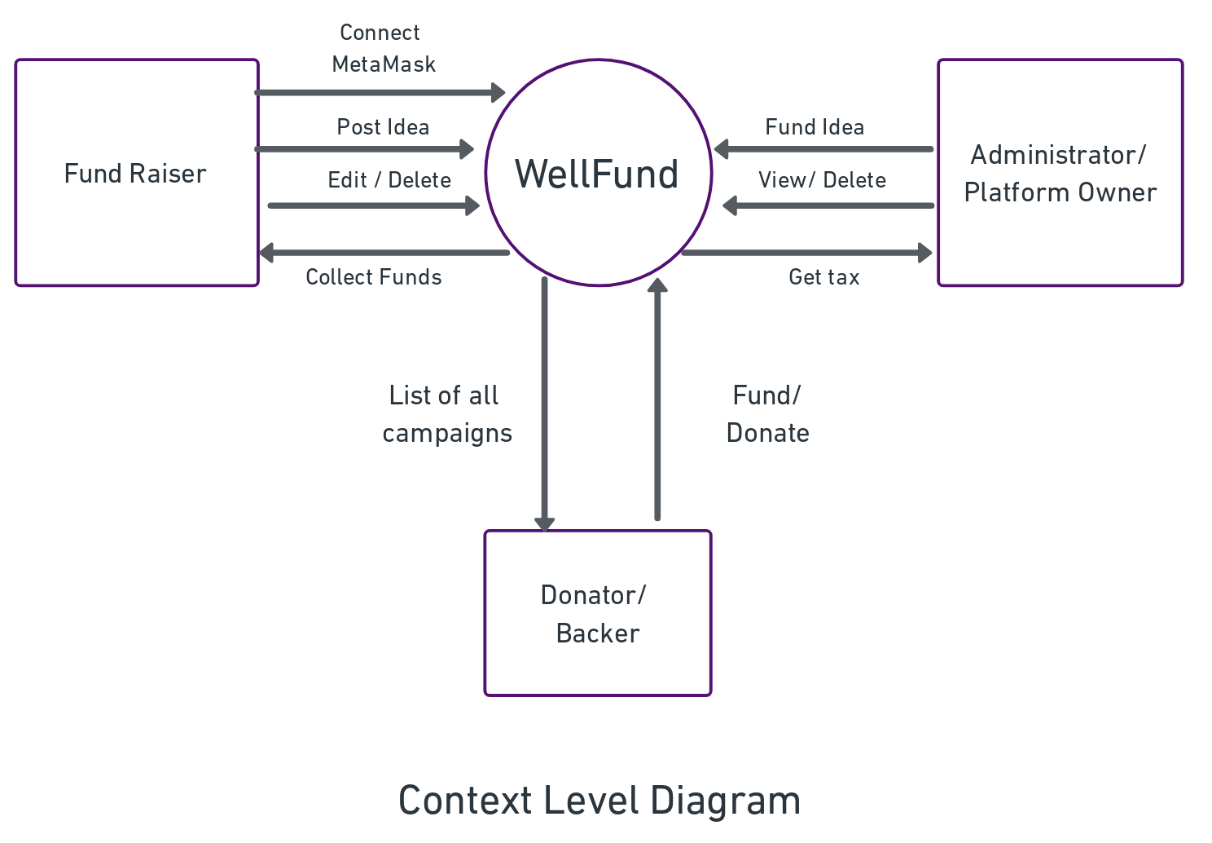 Connect
MetaMask
Post Idea
Edit / Delete
Collect Funds
Fund Raiser
WellFund
Fund Idea
View/ Delete
Get tax
Administrator/
Platform Owner
List of all
campaigns
Fund/
Donate
Donator/
Backer
Context Level Diagram